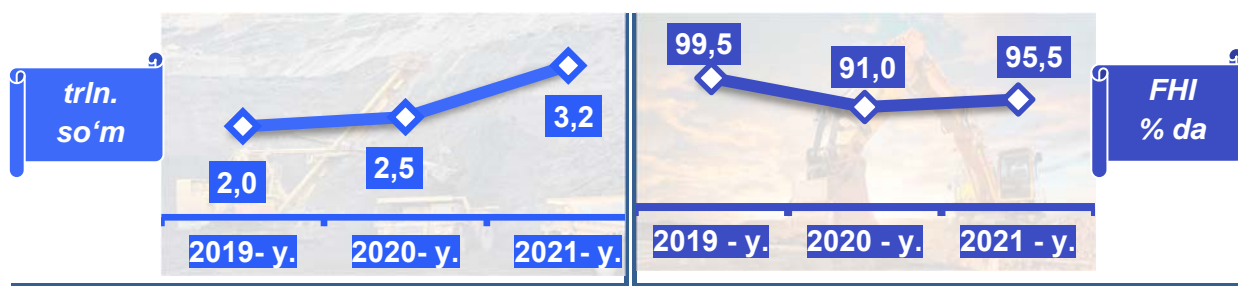 trln.
so‘m
2,0
2,5
3,2
2019- y.
2020- y.
2021- y.
99,5
91,0
95,5
2019 - y.
2020 - y.
2021 - y.
FHI
% da